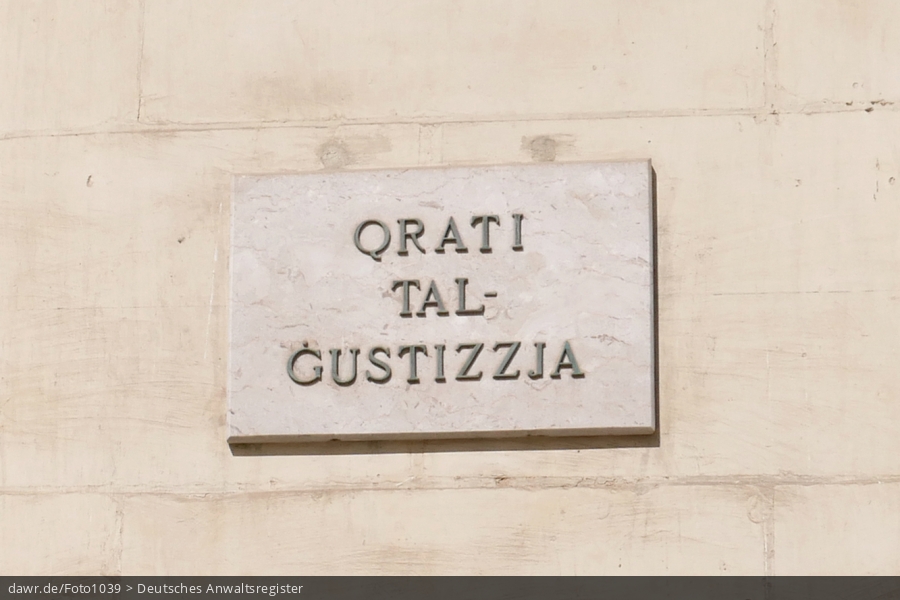 QRATI
TAL-
ĠUSTIZZJA
dawr.de/Foto1039 > Deutsches Anwaltsregister